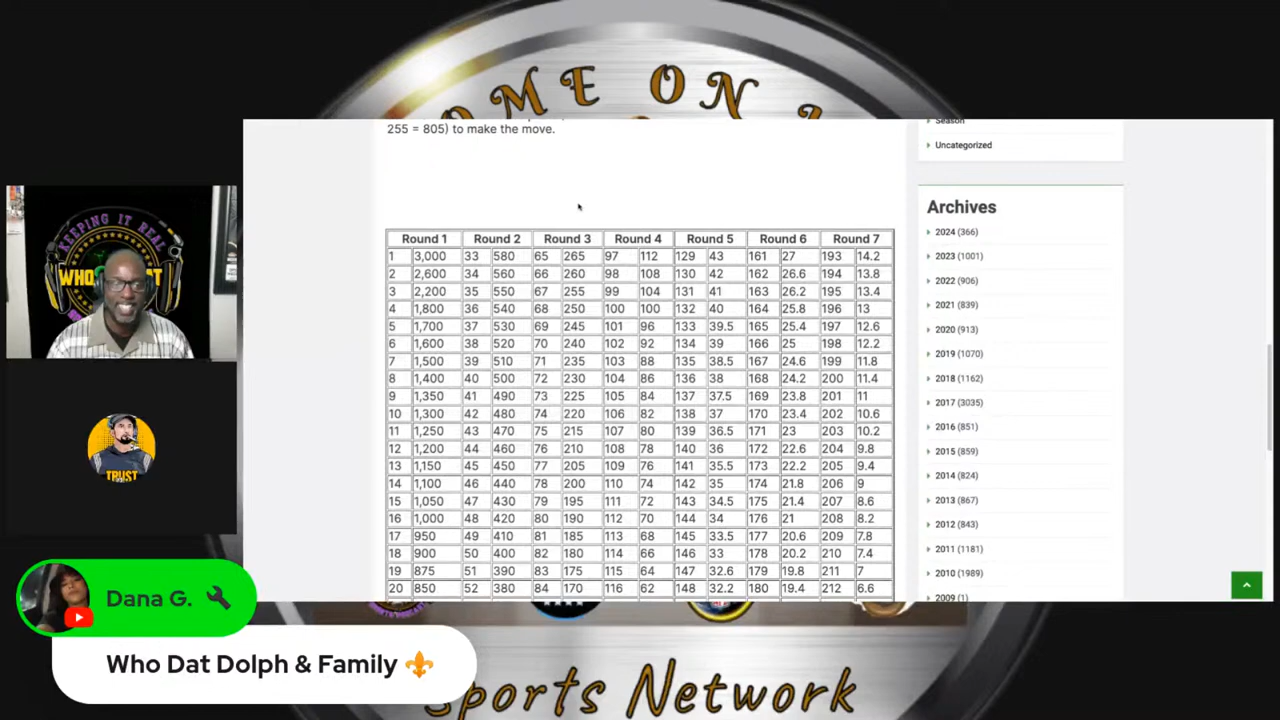 OME ON
255 = 805) to make the move.
Season
Uncategorized
Archives
2024 (366)
2023 (1001)
2022 (906)
2021 (839)
2020 (913)
2019 (1070)
2018 (1162)
2017 (3035)
2016 (851)
2015 (859)
2014 (824)
2013 (867)
2012 (843)
2011 (1181)
2010 (1989)
2009 (1)
Round 1 Round 2 Round 3 Round 4 Round 5 Round 6 Round 7
1 3,000 33 580 65 265 97 112 129 43 161 27 193 14.2
2 2,600 34 560 66 260 98 108 130 42 162 26.6 194 13.8
3 2,200 35 550 67 255 99 104 131 41 163 26.2 195 13.4
4 1,800 36 540 68 250 100 100 132 40 164 25.8 196 13
5 1,700 37 530 69 245 101 96 133 39.5 165 25.4 197 12.6
6 1,600 38 520 70 240 102 92 134 39 166 25 198 12.2
7 1,500 39 510 71 235 103 88 135 38.5 167 24.6 199 11.8
8 1,400 40 500 72 230 104 86 136 38 168 24.2 200 11.4
9 1,350 41 490 73 225 105 84 137 37.5 169 23.8 201 11
10 1,300 42 480 74 220 106 82 138 37 170 23.4 202 10.6
11 1,250 43 470 75 215 107 80 139 36.5 171 23 203 10.2
12 1,200 44 460 76 210 108 78 140 36 172 22.6 204 9.8
13 1,150 45 450 77 205 109 76 141 35.5 173 22.2 205 9.4
14 1,100 46 440 78 200 110 74 142 35 174 21.8 206 9
15 1,050 47 430 79 195 111 72 143 34.5 175 21.4 207 8.6
16 1,000 48 420 80 190 112 70 144 34 176 21 208 8.2
17 950 49 410 81 185 113 68 145 33.5 177 20.6 209 7.8
18 900 50 400 82 180 114 66 146 33 178 20.2 210 7.4
19 875 51 390 83 175 115 64 147 32.6 179 19.8 211 7
20 850 52 380 84 170 116 62 148 32.2 180 19.4 212 6.6
KEEPING IT REAL
WHO DAT
TRUST
Dana G.
Who Dat Dolph & Family ⚜️
Sports Network